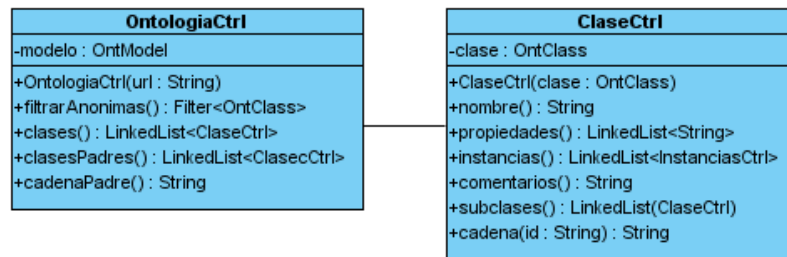 OntologiaCtrl
-modelo : OntModel
+OntologiaCtrl(url : String)
+filtrarAnonimas() : Filter<OntClass>
+clases() : LinkedList<ClaseCtrl>
+clasesPadres() : LinkedList<ClasecCtrl>
+cadenaPadre() : String
ClaseCtrl
-clase : OntClass
+ClaseCtrl(clase : OntClass)
+nombre() : String
+propiedades() : LinkedList<String>
+instancias() : LinkedList<InstanciasCtrl>
+comentarios() : String
+subclases() : LinkedList(ClaseCtrl)
+cadena(id : String) : String